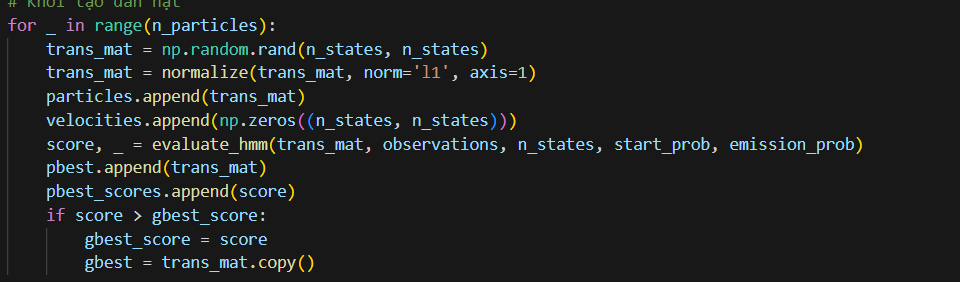 # Khởi tạo đàn hạt
for _ in range(n_particles):
    trans_mat = np.random.rand(n_states, n_states)
    trans_mat = normalize(trans_mat, norm='l1', axis=1)
    particles.append(trans_mat)
    velocities.append(np.zeros((n_states, n_states)))
    score, _ = evaluate_hmm(trans_mat, observations, n_states, start_prob, emission_prob)
    pbest.append(trans_mat)
    pbest_scores.append(score)
    if score > gbest_score:
        gbest_score = score
        gbest = trans_mat.copy()